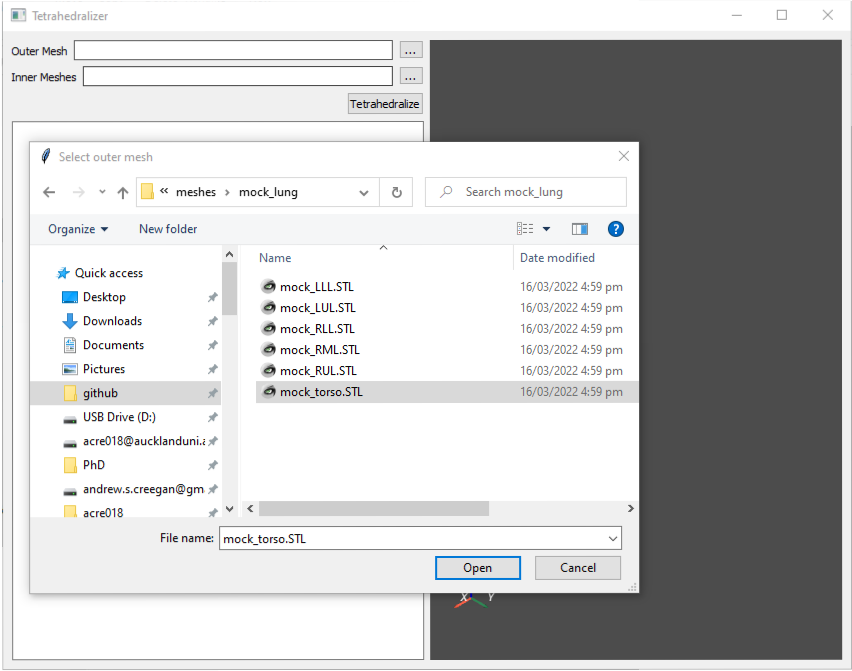 Tetrahedralizer
Outer Mesh
...
Inner Meshes
...
Tetrahedralize
Select outer mesh
« meshes › mock_lung
Search mock_lung
Organize
New folder
?
Name
Date modified
Quick access
Desktop
Downloads
Documents
Pictures
github
USB Drive (D:)
acre018@aucklanduni.a
PhD
andrew.s.creegan@gm
acre018
mock_LLL.STL 16/03/2022 4:59 pm
mock_LUL.STL 16/03/2022 4:59 pm
mock_RLL.STL 16/03/2022 4:59 pm
mock_RML.STL 16/03/2022 4:59 pm
mock_RUL.STL 16/03/2022 4:59 pm
mock_torso.STL 16/03/2022 4:59 pm
File name: mock_torso.STL
Open
Cancel
X Y